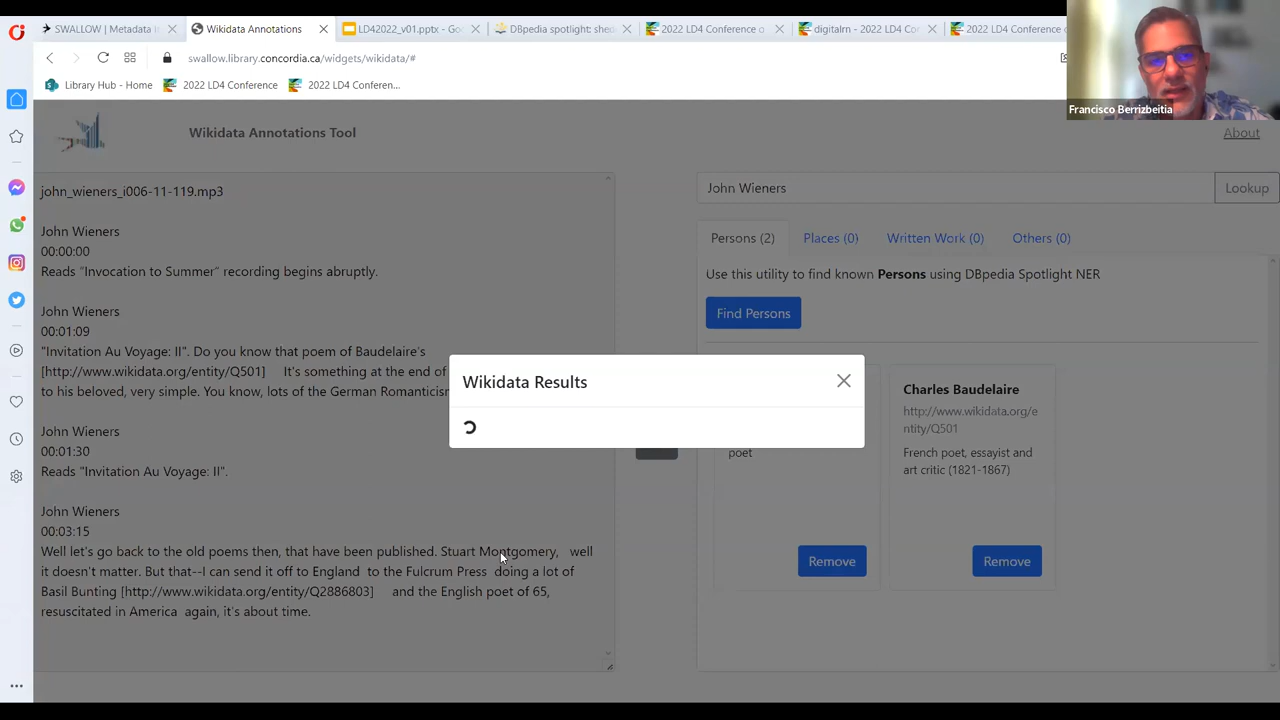 SWALLOW | Metadata
Wikidata Annotations
LD42022_v01.pptx - Go
DBpedia spotlight: shed
2022 LD4 Conference o
digitalrn - 2022 LD4 Con
2022 LD4 Conference o
swallow.library.concordia.ca/widgets/wikidata/#
Library Hub - Home
2022 LD4 Conference
2022 LD4 Conferen...
Francisco Berrizbeitia
Wikidata Annotations Tool
About
john_wieners_i006-11-119.mp3
John Wieners
00:00:00
Reads "Invocation to Summer" recording begins abruptly.
John Wieners
00:01:09
"Invitation Au Voyage: II". Do you know that poem of Baudelaire's
[http://www.wikidata.org/entity/Q501] It's something at the end of
to his beloved, very simple. You know, lots of the German Romanticism
John Wieners
00:01:30
Reads "Invitation Au Voyage: II".
John Wieners
00:03:15
Well let's go back to the old poems then, that have been published. Stuart Montgomery, well
it doesn't matter. But that--I can send it off to England to the Fulcrum Press doing a lot of
Basil Bunting [http://www.wikidata.org/entity/Q2886803] and the English poet of 65,
resuscitated in America again, it's about time.
John Wieners
Lookup
Persons (2)
Places (0)
Written Work (0)
Others (0)
Use this utility to find known Persons using DBpedia Spotlight NER
Find Persons
Wikidata Results
poet
Remove
Charles Baudelaire
http://www.wikidata.org/e
ntity/Q501
French poet, essayist and
art critic (1821-1867)
Remove